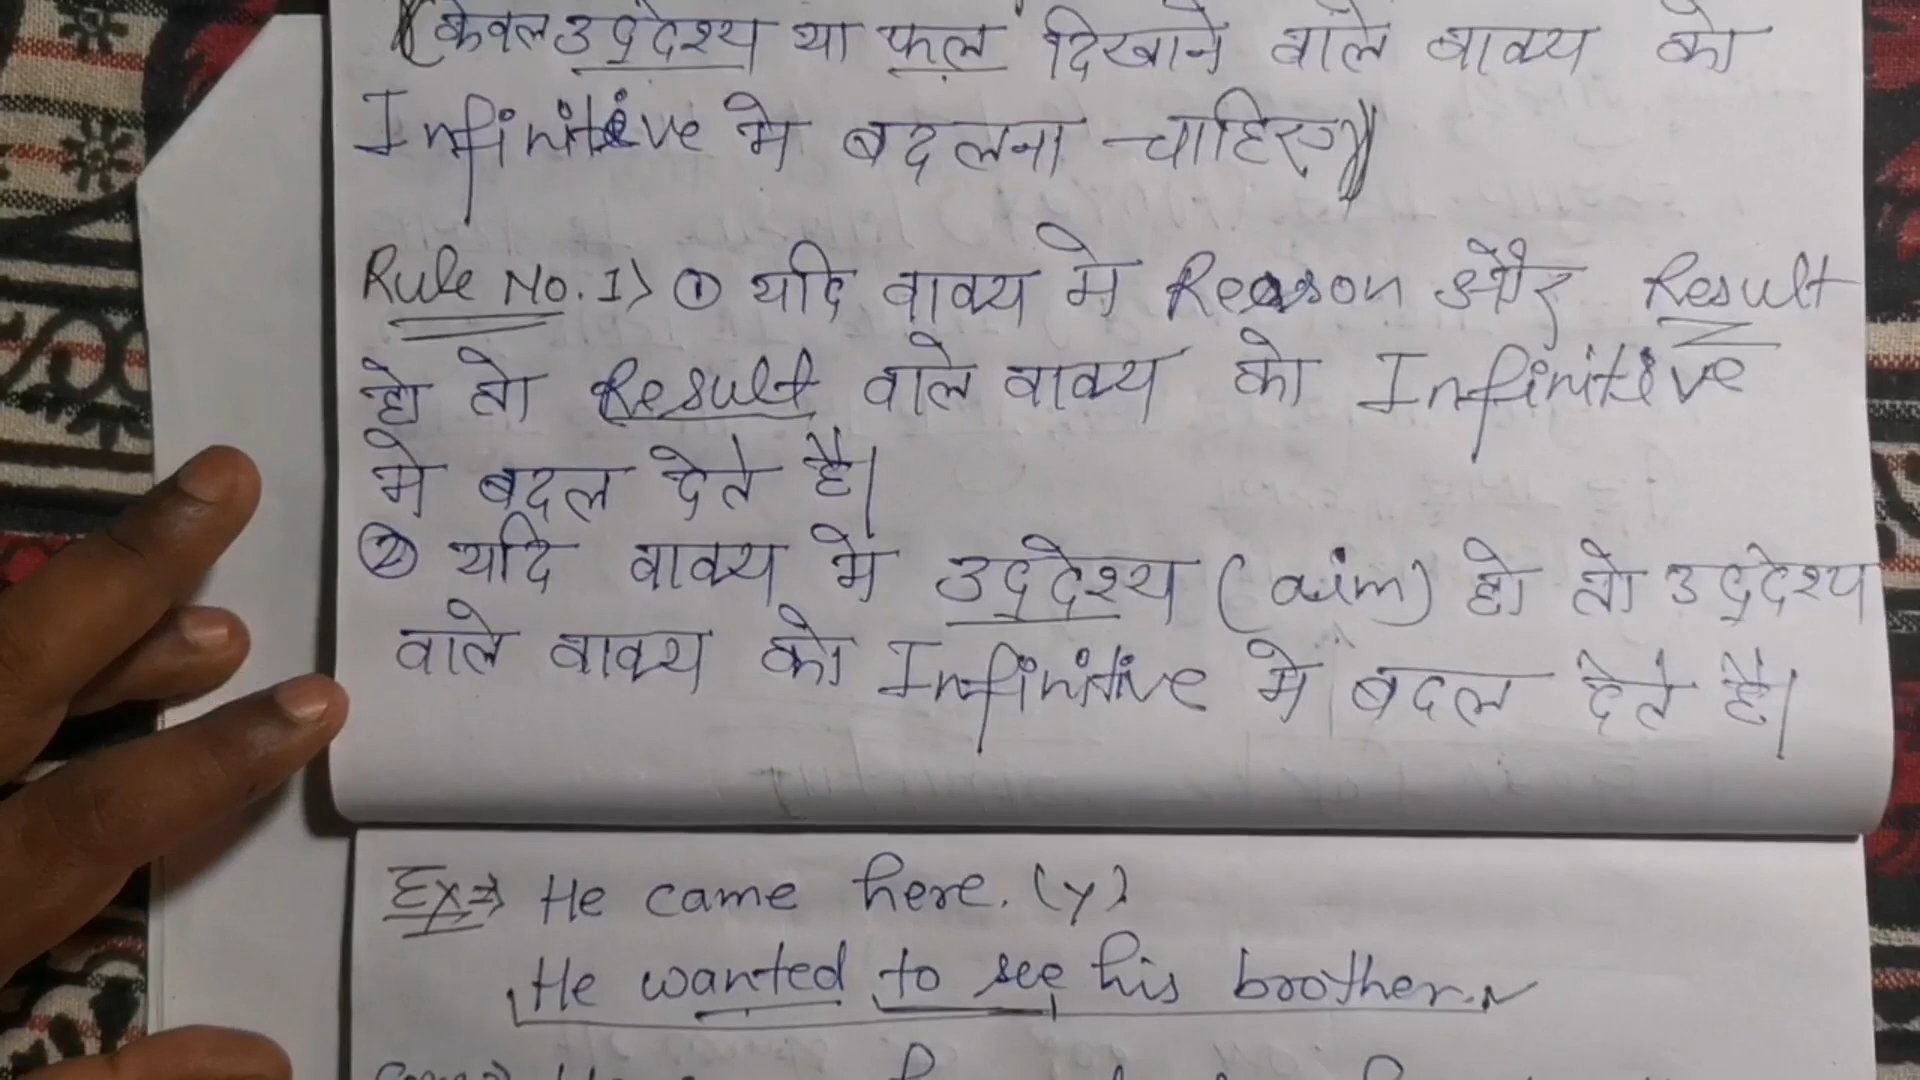 (केवल उद्देश्य या फल दिखाने वाले वाक्य को
Infinitive मे बदलना चाहिए)
Rule No. 1> ① यदि वाक्य मे Reason और Result
हो तो Result वाले वाक्य को Infinitive
मे बदल देते है।
② यदि वाक्य मे उद्देश्य (aim) हो तो उद्देश्य
वाले वाक्य को Infinitive मे बदल देते है।
Ex⇒ He came here. (Y)
He wanted to see his brother.